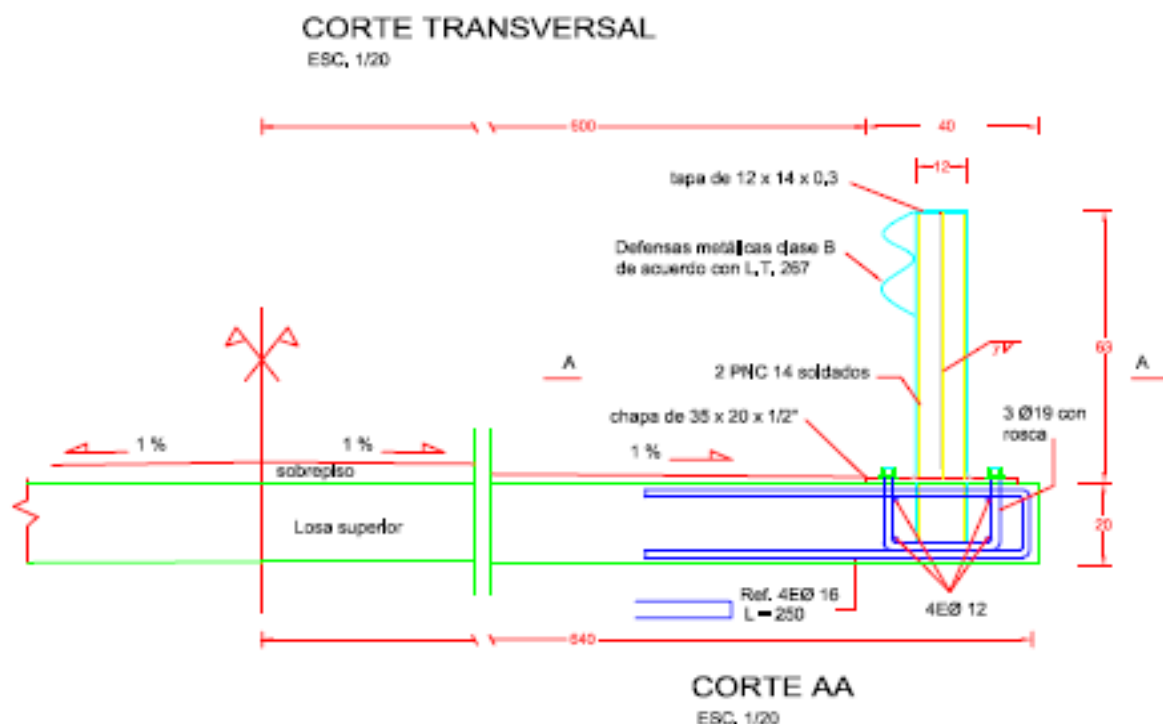 CORTE TRANSVERSAL
ESC. 1/20
600
40
12
tapa de 12 x 14 x 0,3
Defensas metálicas clase B
de acuerdo con L.T. 267
63
A
A
2 PNC 14 soldados
chapa de 35 x 20 x 1/2"
3 Ø19 con
rosca
1 %
1 %
1 %
sobrepiso
Losa superior
20
Ref. 4EØ 16
L=250
4EØ 12
640
CORTE AA
ESC. 1/20